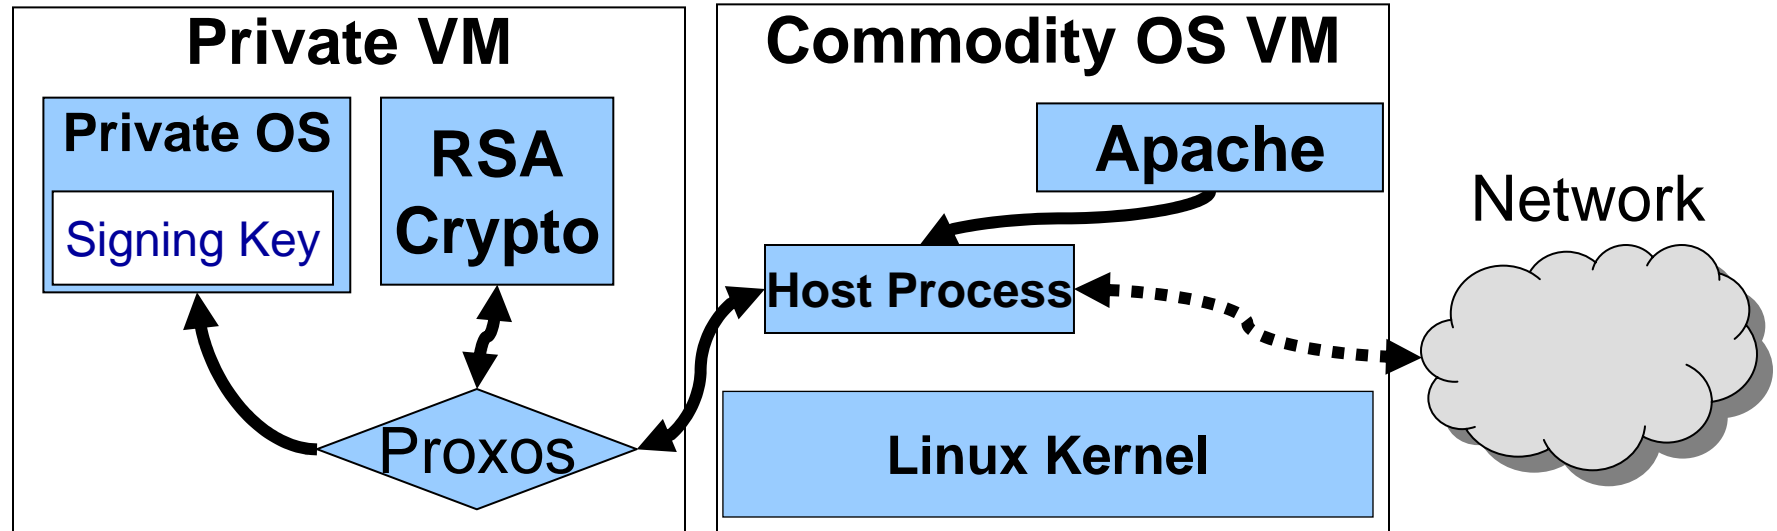 Private VM
Private OS
Signing Key
RSA
Crypto
Proxos
Commodity OS VM
Apache
Host Process
Linux Kernel
Network